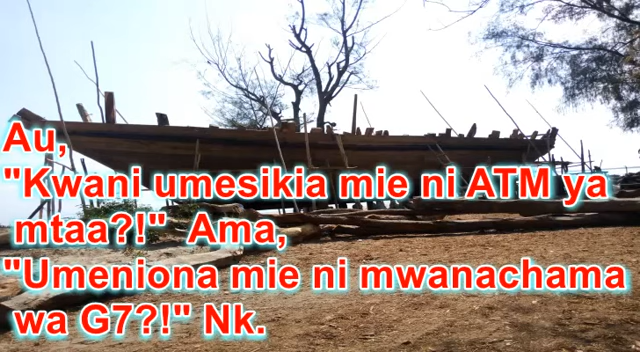 Au,
"Kwani umesikia mie ni ATM ya
mtaa?!" Ama,
"Umeniona mie ni mwanachama
wa G7?!" Nk.